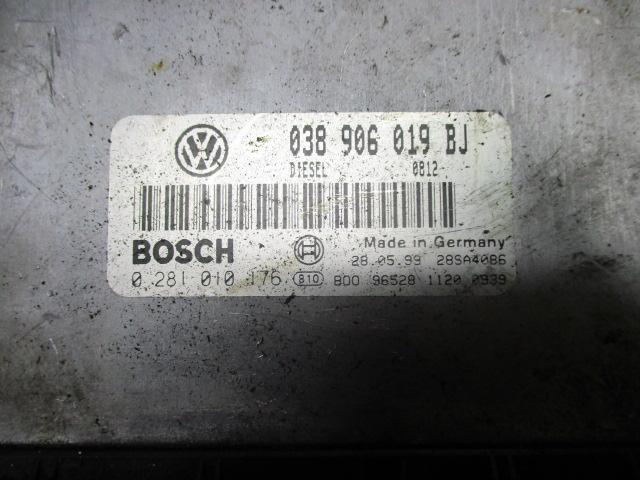 VW 038 906 019 BJ
DIESEL 0812
BOSCH Made in Germany
28.05.99 28SA4086
0 281 010 176 810 800 96528 1120 0939